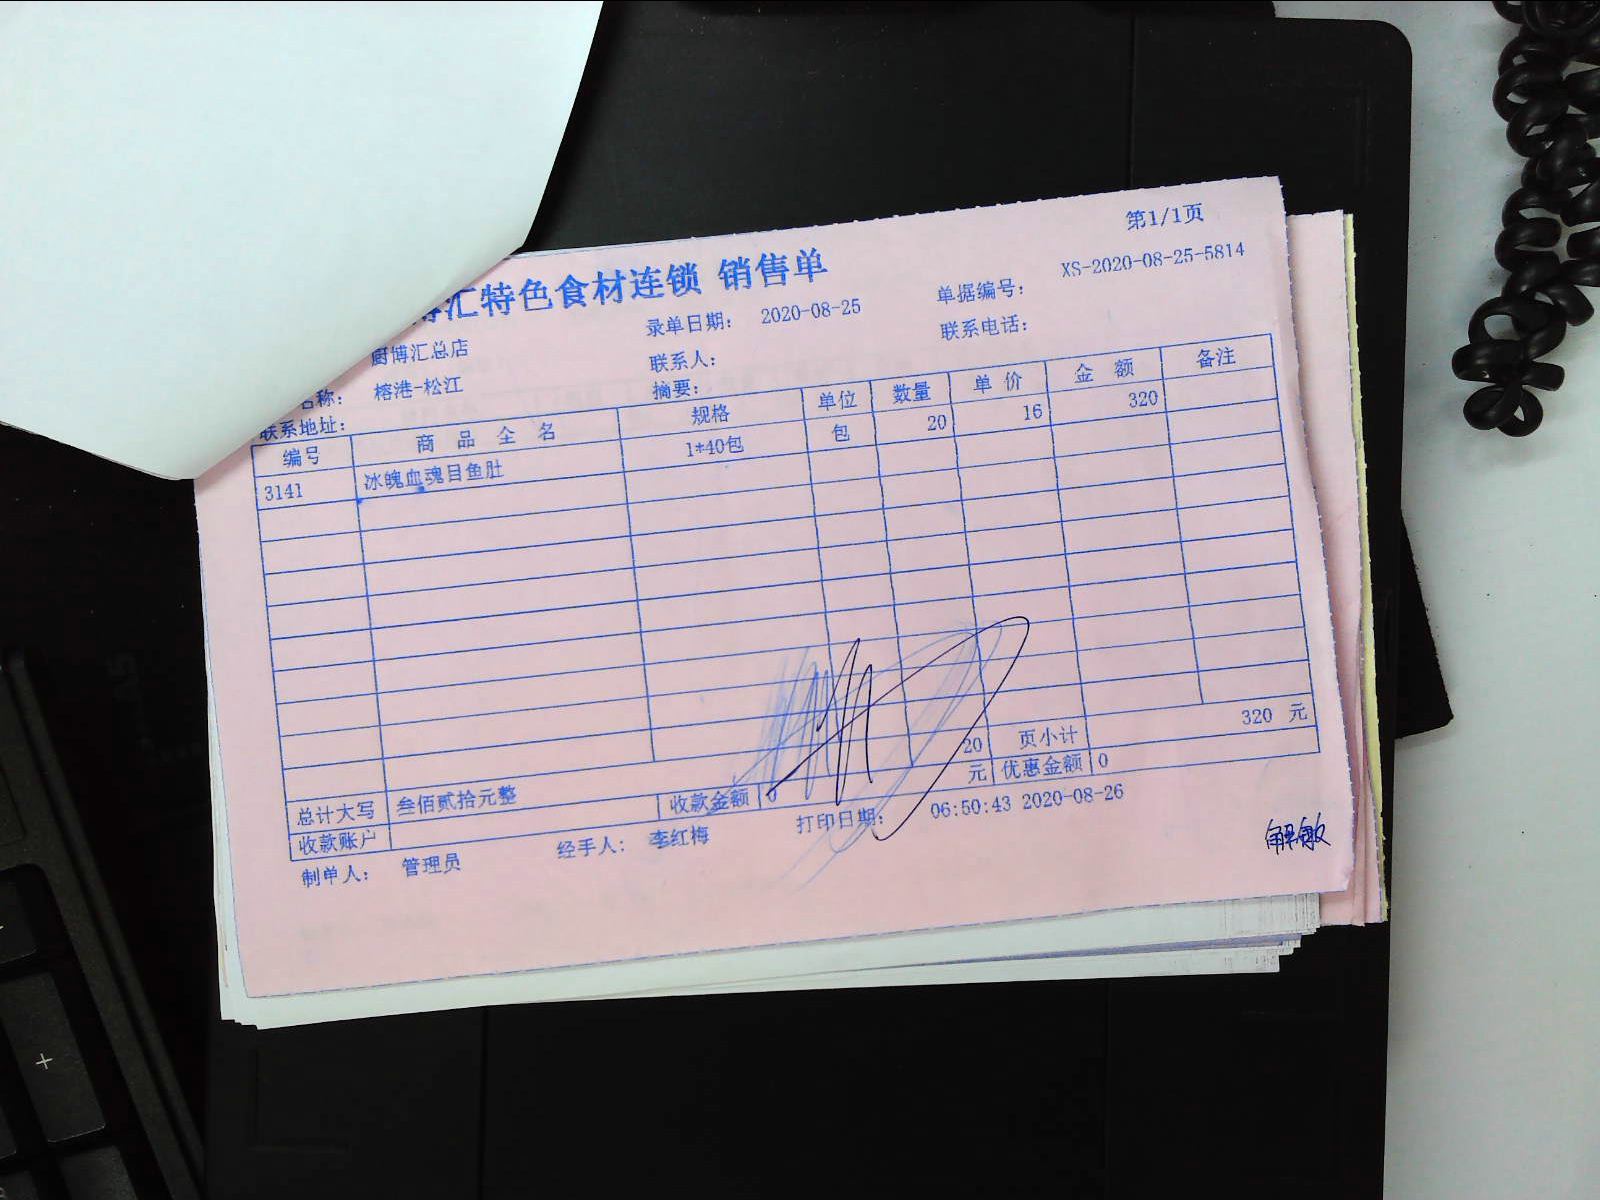 第1/1页
博汇特色食材连锁 销售单
录单日期： 2020-08-25 单据编号： XS-2020-08-25-5814
厨博汇总店 联系人： 联系电话：
名称： 榕港-松江 摘要：
联系地址：
编号 商品全名 规格 单位 数量 单价 金额 备注
3141 冰魄血魂目鱼肚 1*40包 包 20 16 320
20 页小计 320 元
总计大写 叁佰贰拾元整 收款金额 0 元 优惠金额 0
收款账户
制单人： 管理员 经手人： 李红梅 打印日期： 06:50:43 2020-08-26
解敏